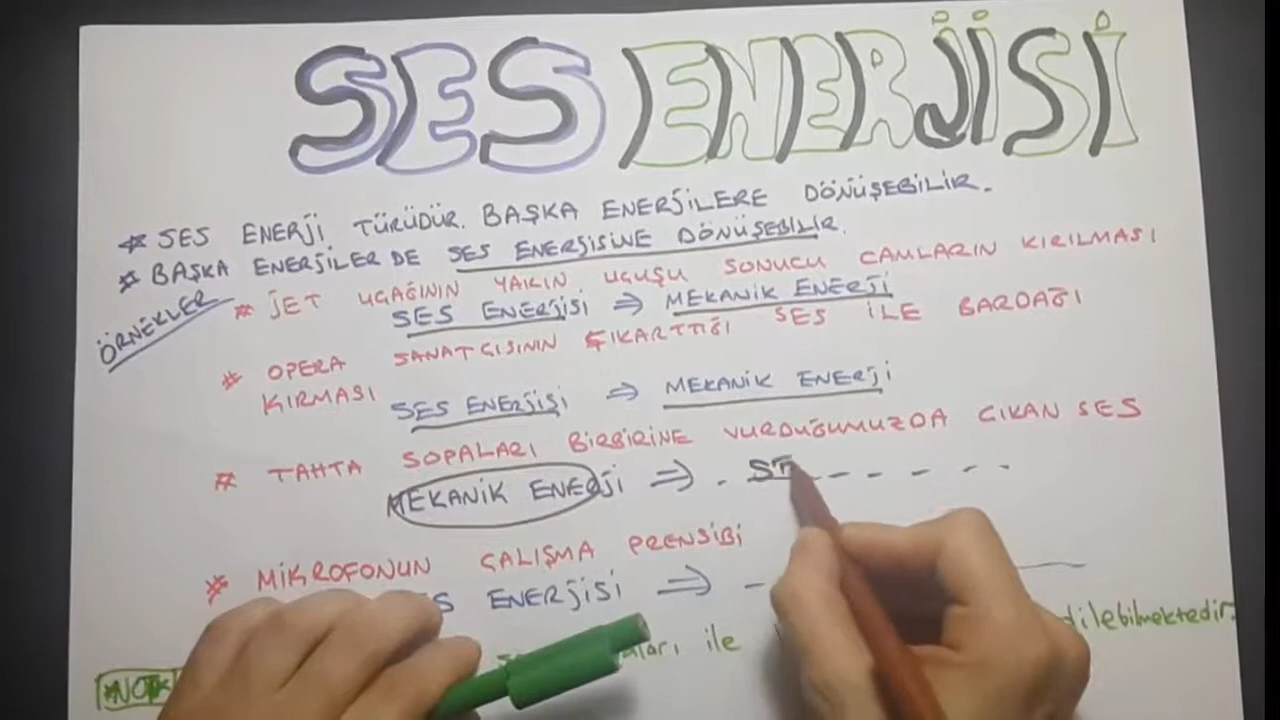 SES ENERJİSİ
* SES ENERJİ TÜRÜDÜR. BAŞKA ENERJİLERE DÖNÜŞEBİLİR.
* BAŞKA ENERJİLER DE SES ENERJİSİNE DÖNÜŞEBİLİR.
ÖRNEKLER
* JET UÇAĞININ YAKIN UÇUŞU SONUCU CAMLARIN KIRILMASI
SES ENERJİSİ ⇒ MEKANİK ENERJİ
* OPERA SANATÇISININ ÇIKARTTIĞI SES İLE BARDAĞI
KIRMASI
SES ENERJİSİ ⇒ MEKANİK ENERJİ
* TAHTA SOPALARI BİRBİRİNE VURDUĞUMUZDA ÇIKAN SES
MEKANİK ENERJİ ⇒ SE
* MİKROFONUN ÇALIŞMA PRENSİBİ
ENERJİSİ ⇒
*NOT* ile